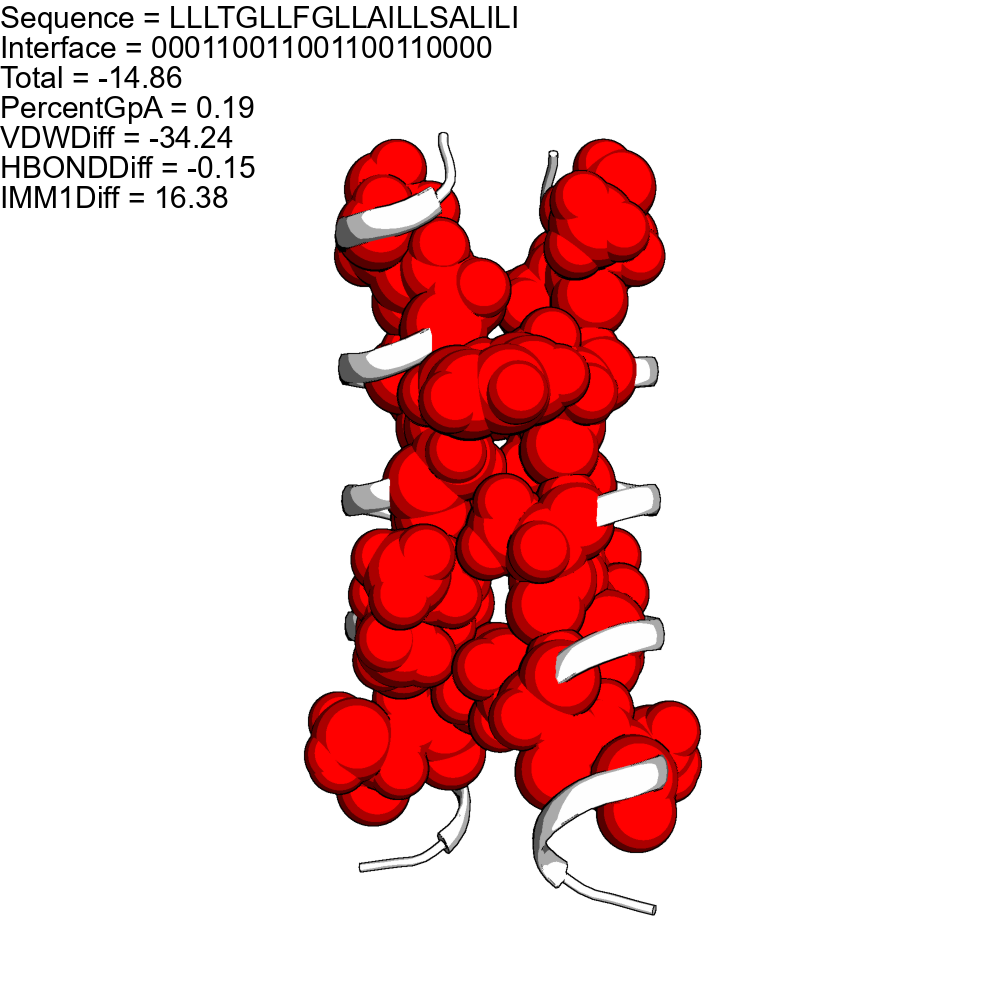 Sequence = LLLTGLLFGLLAILLSALILI
Interface = 000110011001100110000
Total = -14.86
PercentGpA = 0.19
VDWDiff = -34.24
HBONDDiff = -0.15
IMM1Diff = 16.38